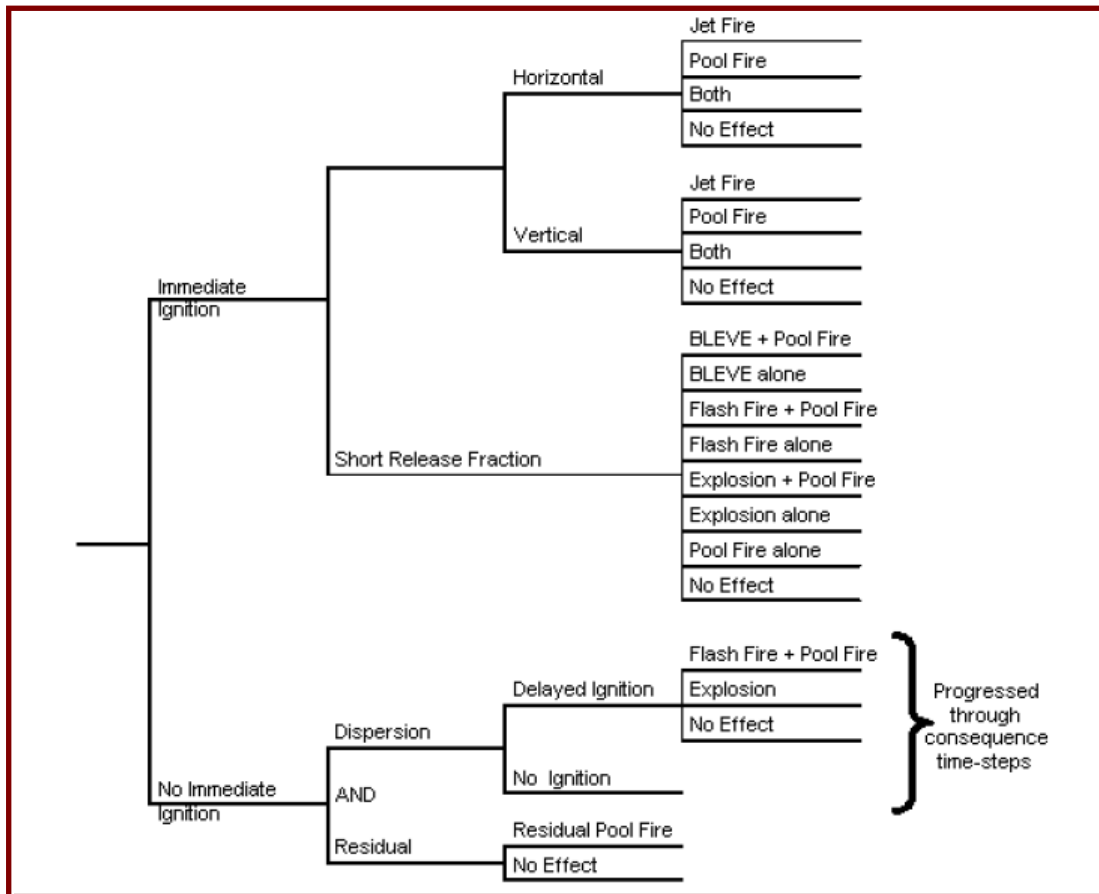 Jet Fire
Pool Fire
Horizontal
Both
No Effect
Jet Fire
Pool Fire
Vertical
Both
No Effect
Immediate
Ignition
BLEVE + Pool Fire
BLEVE alone
Flash Fire + Pool Fire
Flash Fire alone
Short Release Fraction
Explosion + Pool Fire
Explosion alone
Pool Fire alone
No Effect
Flash Fire + Pool Fire
Delayed Ignition
Explosion
No Effect
Progressed
through
consequence
time-steps
Dispersion
No Ignition
No Immediate
Ignition
AND
Residual
Residual Pool Fire
No Effect